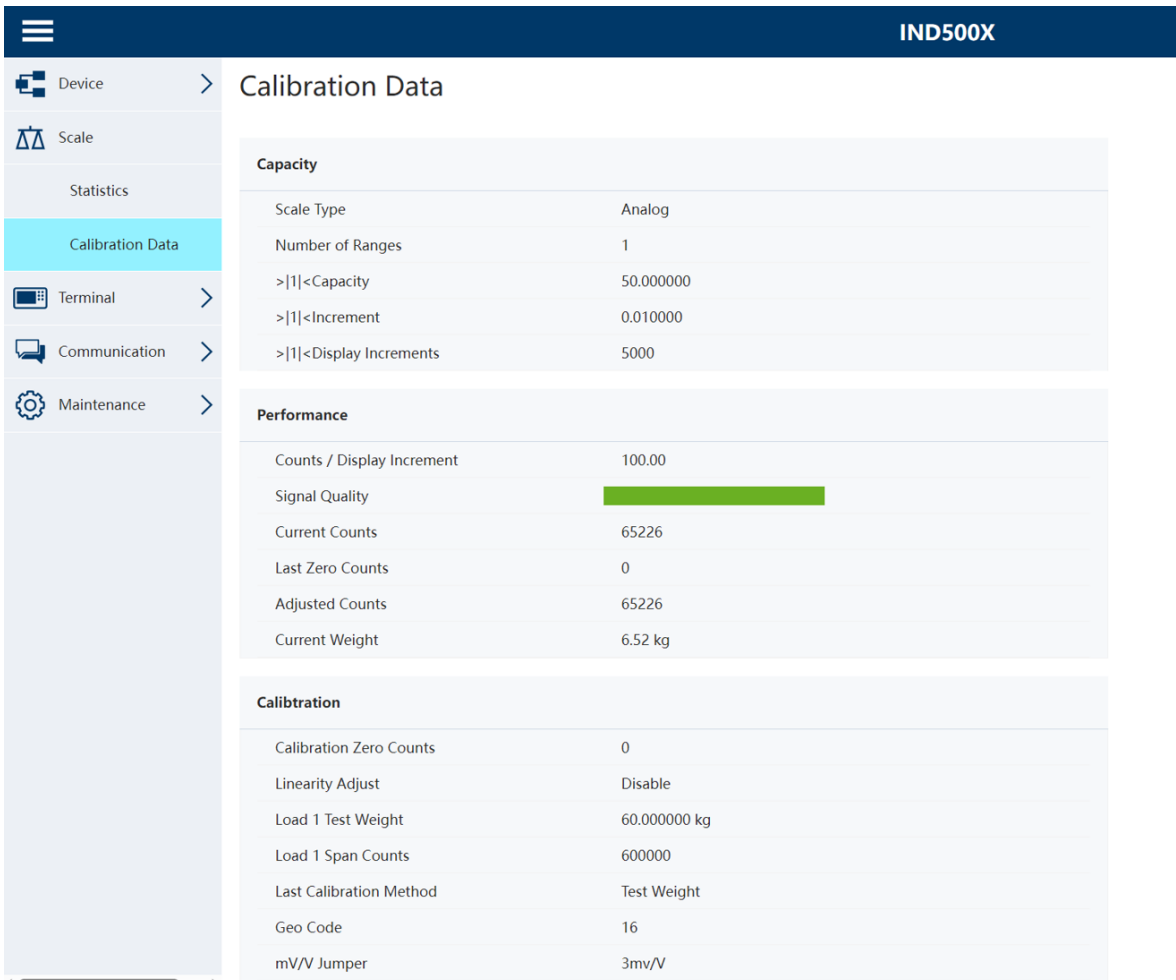 IND500X
Device
Scale
Statistics
Calibration Data
Terminal
Communication
Maintenance
Calibration Data
Capacity
Scale Type Analog
Number of Ranges 1
>|1|<Capacity 50.000000
>|1|<Increment 0.010000
>|1|<Display Increments 5000
Performance
Counts / Display Increment 100.00
Signal Quality
Current Counts 65226
Last Zero Counts 0
Adjusted Counts 65226
Current Weight 6.52 kg
Calibtration
Calibration Zero Counts 0
Linearity Adjust Disable
Load 1 Test Weight 60.000000 kg
Load 1 Span Counts 600000
Last Calibration Method Test Weight
Geo Code 16
mV/V Jumper 3mv/V